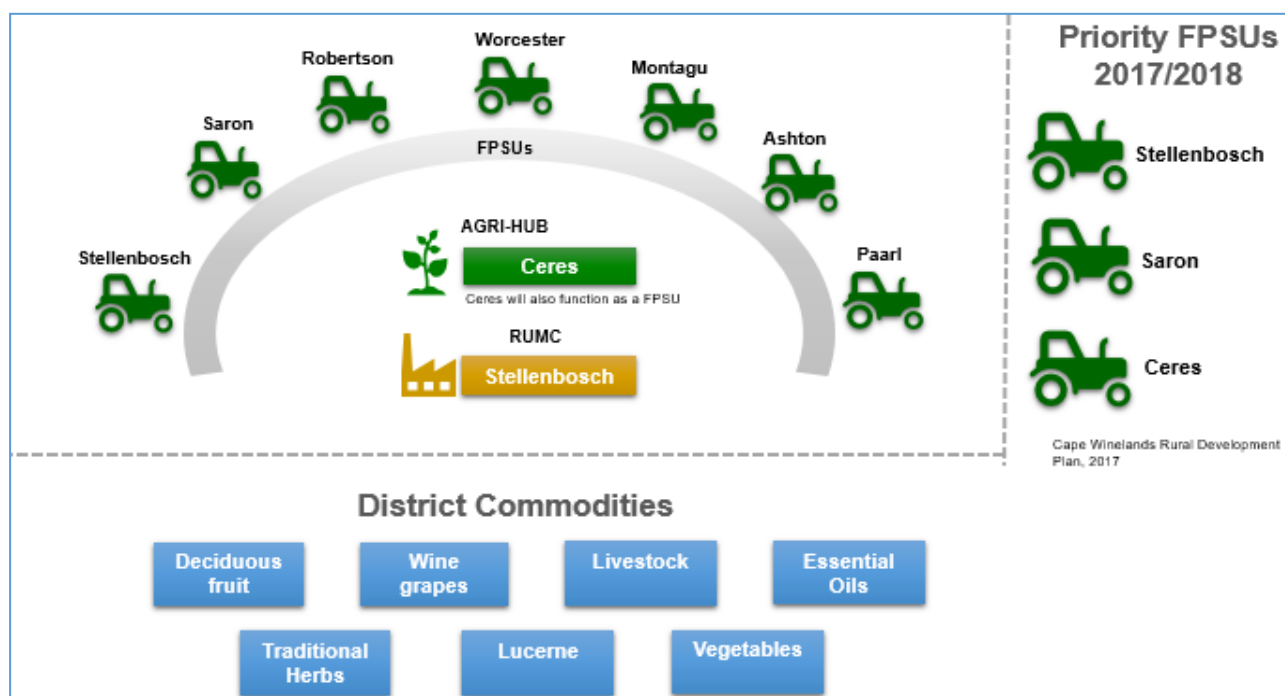 Worcester
Robertson
Montagu
Saron
Ashton
FPSUs
Stellenbosch
Paarl
AGRI-HUB
Ceres
Ceres will also function as a FPSU
RUMC
Stellenbosch
Priority FPSUs
2017/2018
Stellenbosch
Saron
Ceres
Cape Winelands Rural Development
Plan, 2017
District Commodities
Deciduous
fruit
Wine
grapes
Livestock
Essential
Oils
Traditional
Herbs
Lucerne
Vegetables